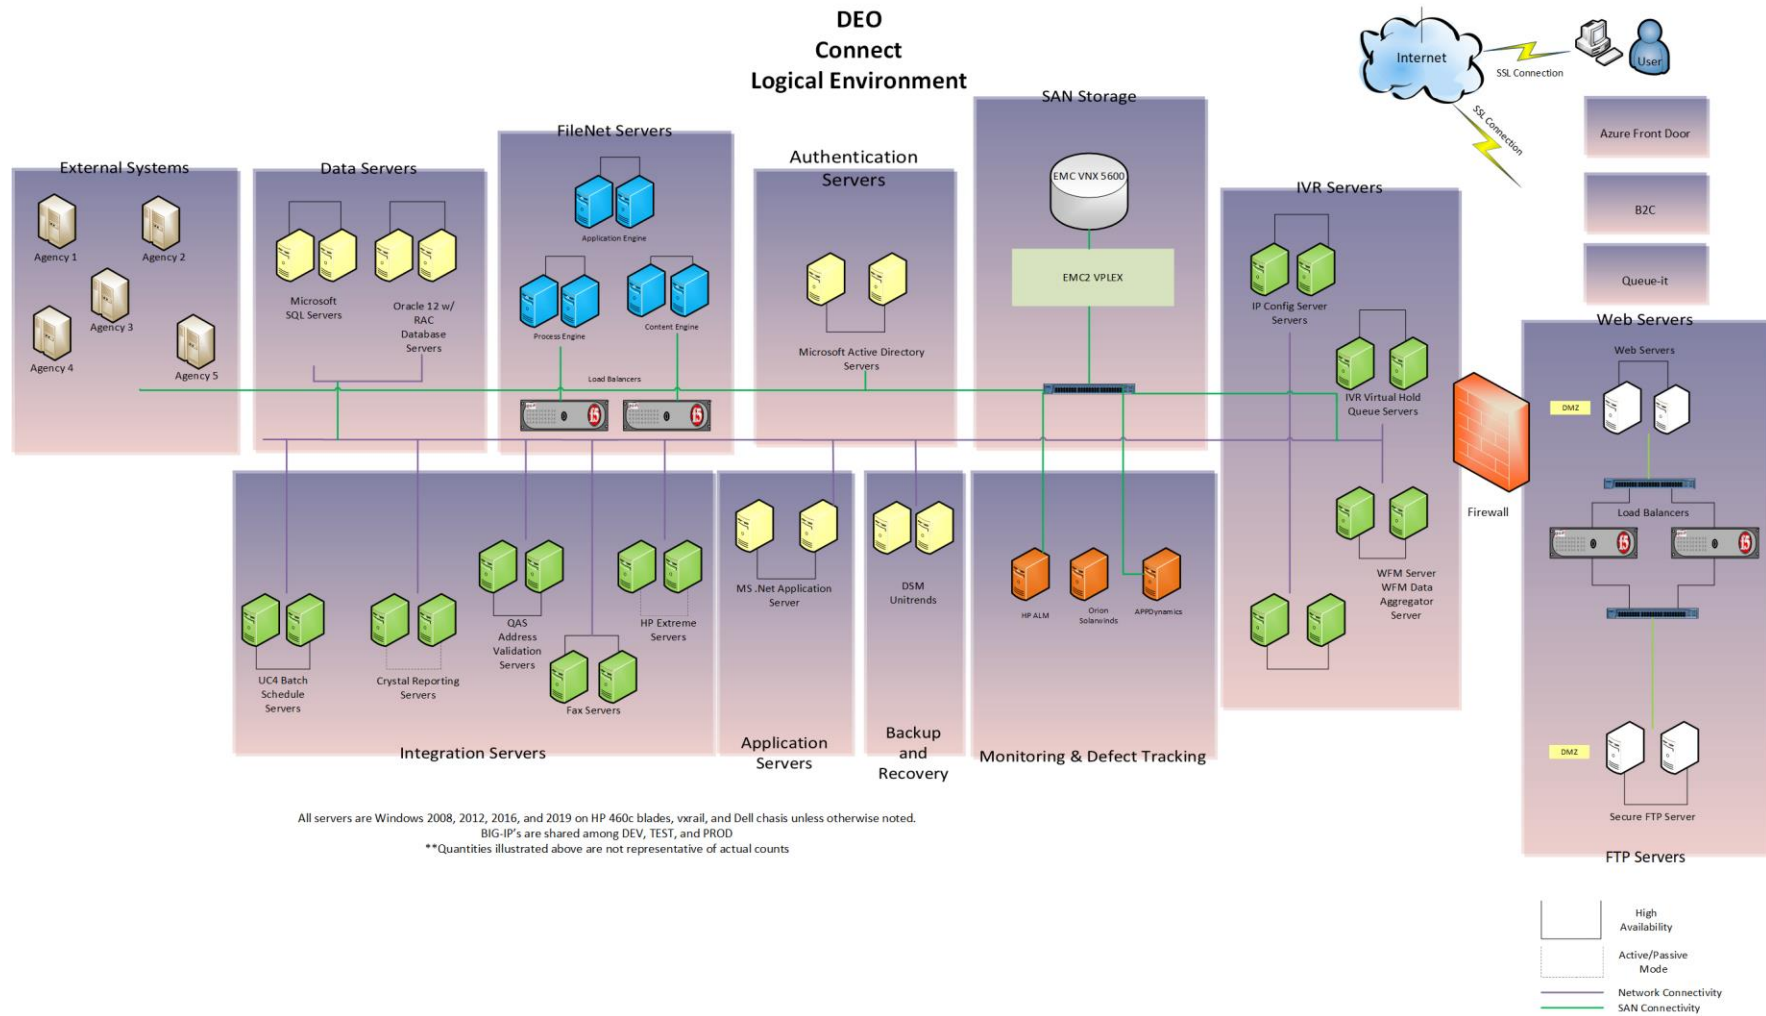 DEO
Connect
Logical Environment
Internet
SSL Connection
User
SSL Connection
Azure Front Door
B2C
Queue-it
External Systems
Agency 1
Agency 2
Agency 3
Agency 4
Agency 5
Data Servers
Microsoft
SQL Servers
Oracle 12 w/
RAC
Database
Servers
FileNet Servers
Application Engine
Process Engine
Content Engine
Load Balancers
f5
f5
Authentication
Servers
Microsoft Active Directory
Servers
SAN Storage
EMC VNX 5600
EMC2 VPLEX
IVR Servers
IP Config Server
Servers
IVR Virtual Hold
Queue Servers
WFM Server
WFM Data
Aggregator
Server
Firewall
Web Servers
Web Servers
DMZ
Load Balancers
f5
f5
DMZ
Secure FTP Server
FTP Servers
UC4 Batch
Schedule
Servers
Crystal Reporting
Servers
QAS
Address
Validation
Servers
Fax Servers
HP Extreme
Servers
Integration Servers
MS .Net Application
Server
Application
Servers
DSM
Unitrends
Backup
and
Recovery
HP ALM
Orion
Solarwinds
APPDynamics
Monitoring & Defect Tracking
All servers are Windows 2008, 2012, 2016, and 2019 on HP 460c blades, vxrail, and Dell chasis unless otherwise noted.
BIG-IP's are shared among DEV, TEST, and PROD
**Quantities illustrated above are not representative of actual counts
High
Availability
Active/Passive
Mode
Network Connectivity
SAN Connectivity